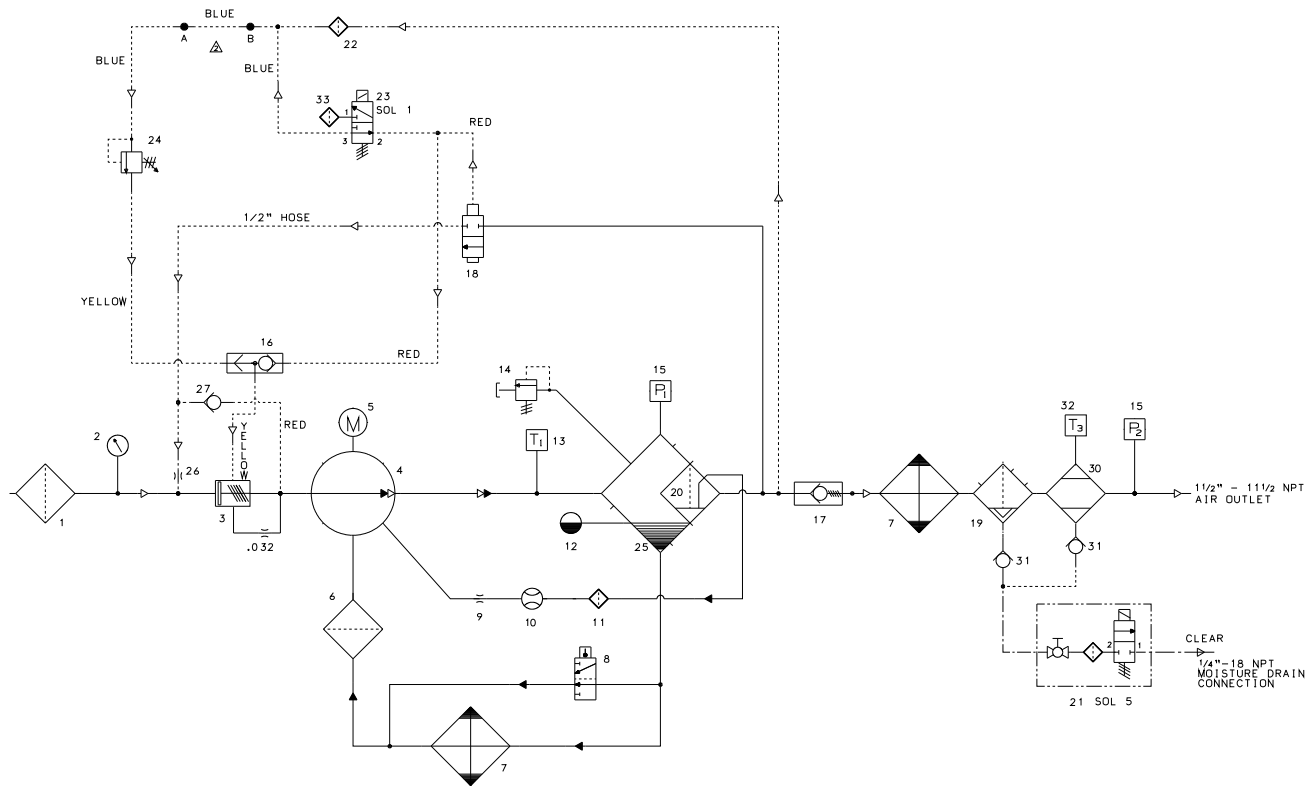 BLUE
A
2
B
22
BLUE
BLUE
33
23
SOL 1
1
3
2
RED
24
1/2" HOSE
18
YELLOW
16
RED
27
RED
YELLOW
2
26
3
.032
1
5
M
4
14
15
P1
T1
13
20
12
25
32
T3
15
P2
30
17
7
19
31
31
1 1/2" - 11 1/2 NPT
AIR OUTLET
6
9
10
11
8
7
2
1
CLEAR
1/4"-18 NPT
MOISTURE DRAIN
CONNECTION
21 SOL 5